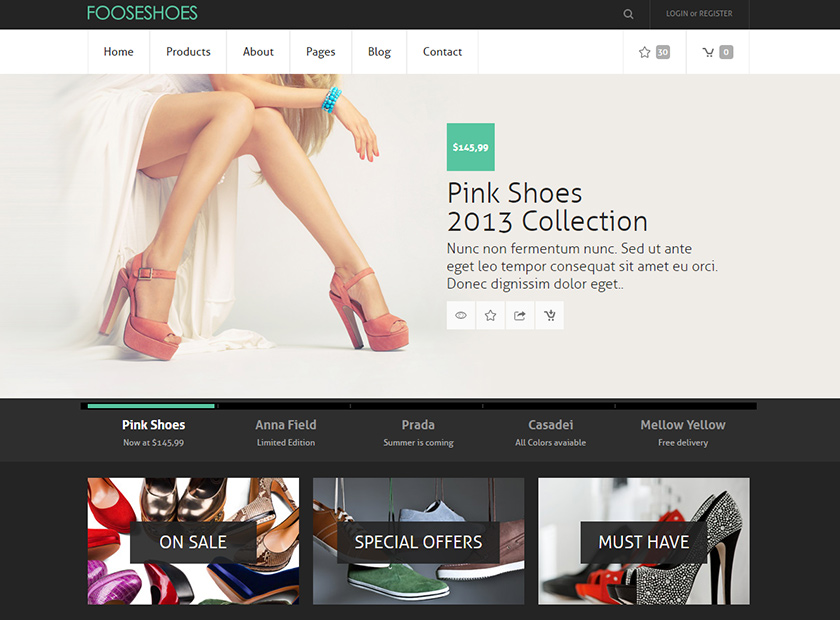 FOOSESHOES
LOGIN or REGISTER
Home Products About Pages Blog Contact 30 0
$145,99
Pink Shoes
2013 Collection
Nunc non fermentum nunc. Sed ut ante
eget leo tempor consequat sit amet eu orci.
Donec dignissim dolor eget..
Pink Shoes Anna Field Prada Casadei Mellow Yellow
Now at $145,99 Limited Edition Summer is coming All Colors avaiable Free delivery
ON SALE SPECIAL OFFERS MUST HAVE